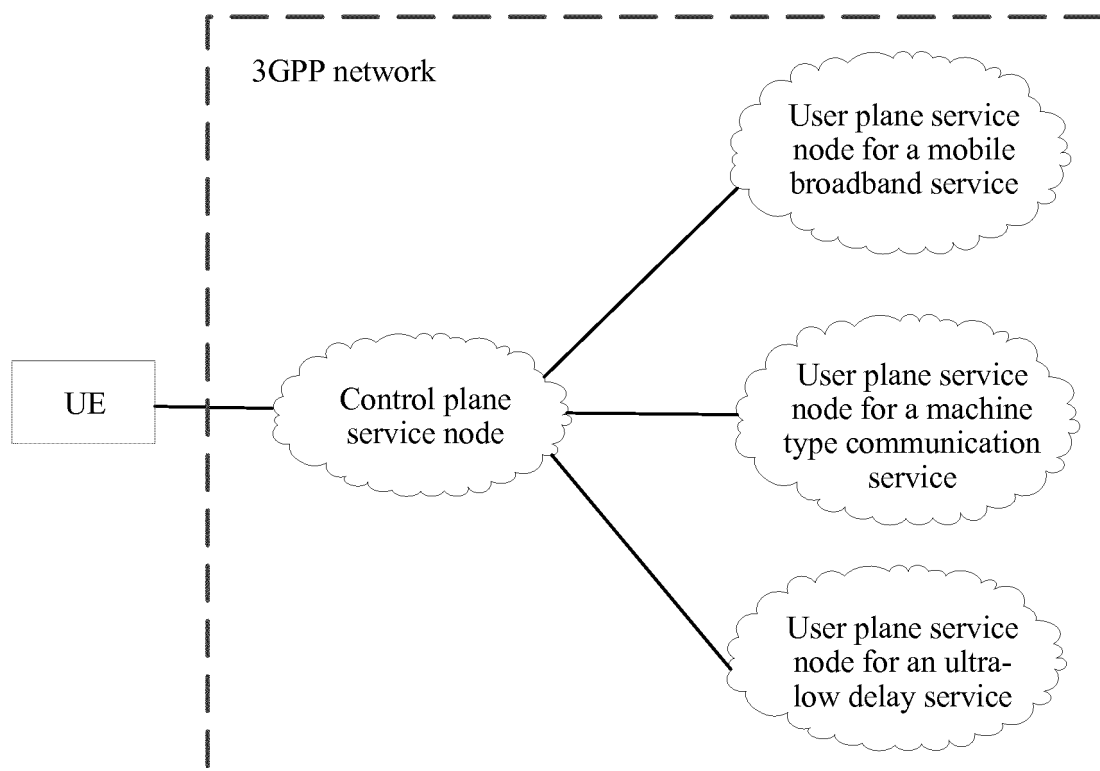 3GPP network
User plane service
node for a mobile
broadband service
UE
Control plane
service node
User plane service
node for a machine
type communication
service
User plane service
node for an ultra-
low delay service